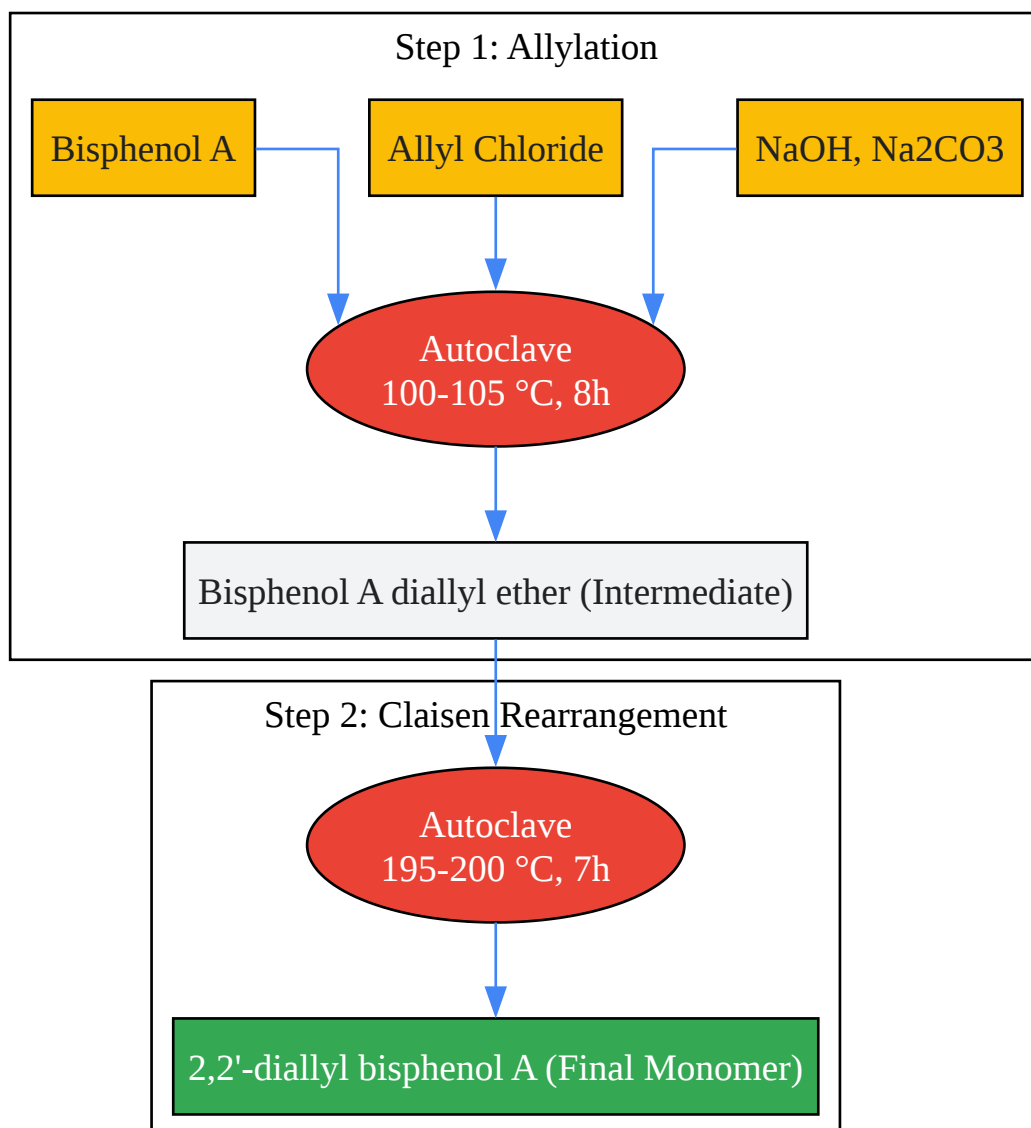 Step 1: Allylation
Bisphenol A
Allyl Chloride
NaOH, Na2CO3
Autoclave
100-105 °C, 8h
Bisphenol A diallyl ether (Intermediate)
Step 2: Claisen Rearrangement
Autoclave
195-200 °C, 7h
2,2'-diallyl bisphenol A (Final Monomer)